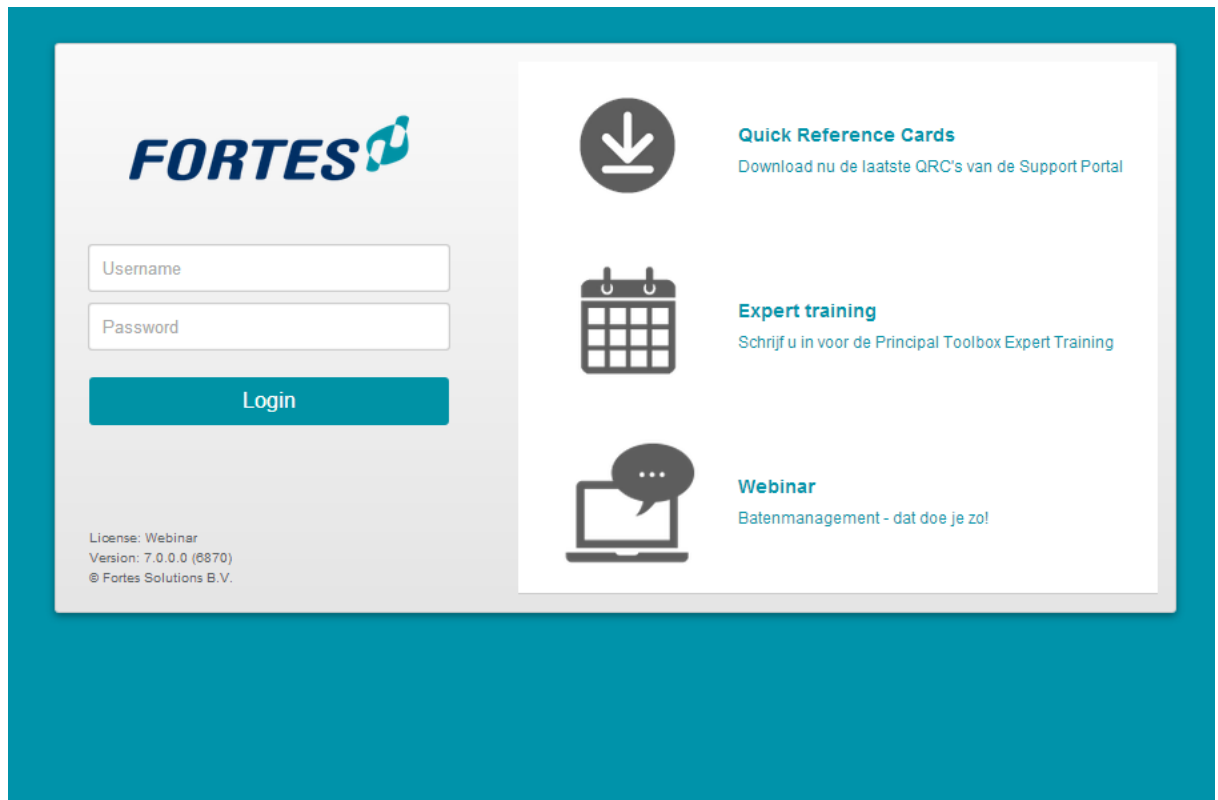 FORTES
Username
Password
Login
License: Webinar
Version: 7.0.0.0 (6870)
© Fortes Solutions B.V.
Quick Reference Cards
Download nu de laatste QRC's van de Support Portal
Expert training
Schrijf u in voor de Principal Toolbox Expert Training
Webinar
Batenmanagement - dat doe je zo!